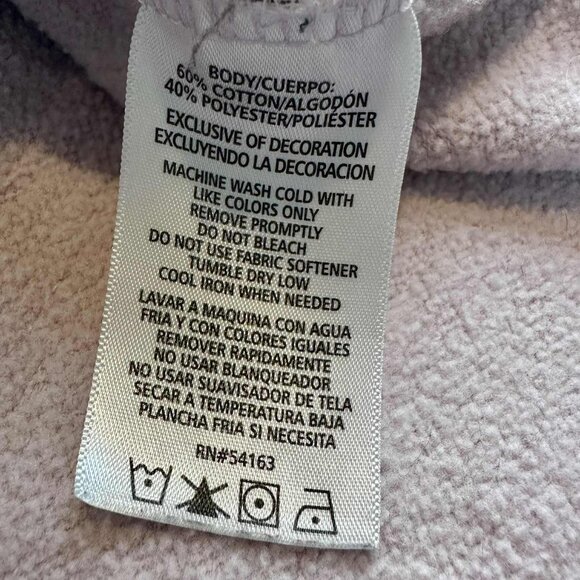 BODY/CUERPO:
60% COTTON/ALGODÓN
40% POLYESTER/POLIÉSTER
EXCLUSIVE OF DECORATION
EXCLUYENDO LA DECORACION
MACHINE WASH COLD WITH
LIKE COLORS ONLY
REMOVE PROMPTLY
DO NOT BLEACH
DO NOT USE FABRIC SOFTENER
TUMBLE DRY LOW
COOL IRON WHEN NEEDED
LAVAR A MAQUINA CON AGUA
FRIA Y CON COLORES IGUALES
REMOVER RAPIDAMENTE
NO USAR BLANQUEADOR
NO USAR SUAVISADOR DE TELA
SECAR A TEMPERATURA BAJA
PLANCHA FRIA SI NECESITA
RN#54163